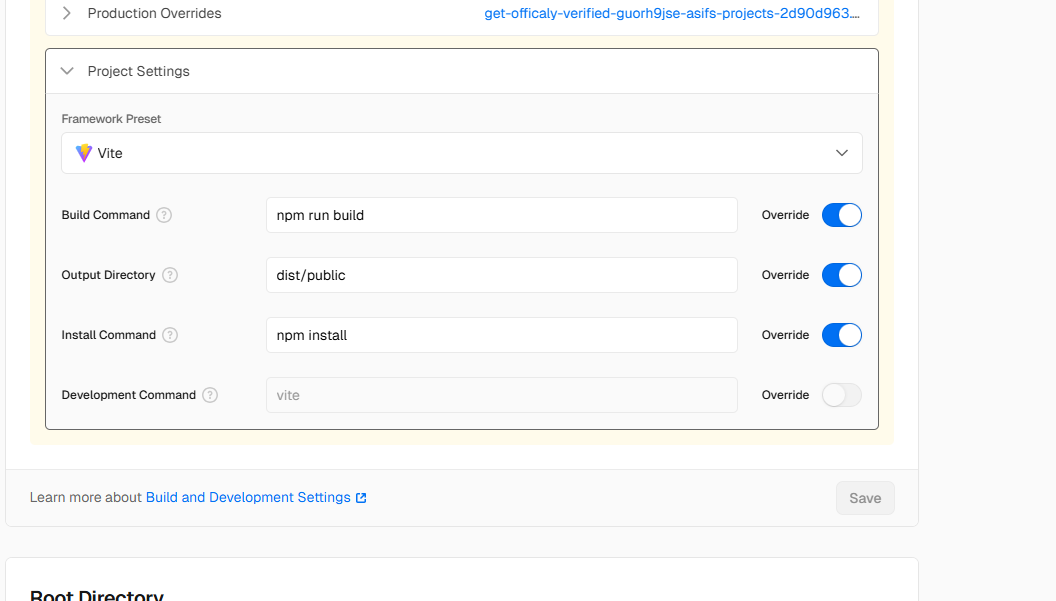 Production Overrides get-officaly-verified-guorh9jse-asifs-projects-2d90d963....
Project Settings
Framework Preset
Vite
Build Command ? npm run build Override
Output Directory ? dist/public Override
Install Command ? npm install Override
Development Command ? vite Override
Learn more about Build and Development Settings Save
Root Directory